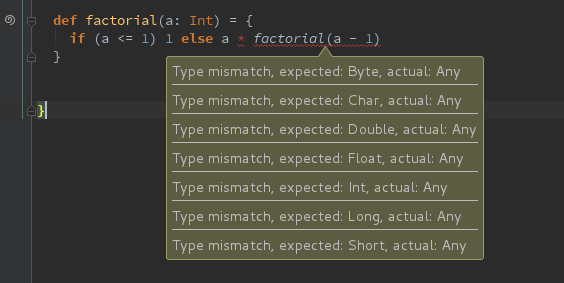 def factorial(a: Int) = {
if (a <= 1) 1 else a * factorial(a - 1)
}
Type mismatch, expected: Byte, actual: Any
Type mismatch, expected: Char, actual: Any
}
Type mismatch, expected: Double, actual: Any
Type mismatch, expected: Float, actual: Any
Type mismatch, expected: Int, actual: Any
Type mismatch, expected: Long, actual: Any
Type mismatch, expected: Short, actual: Any